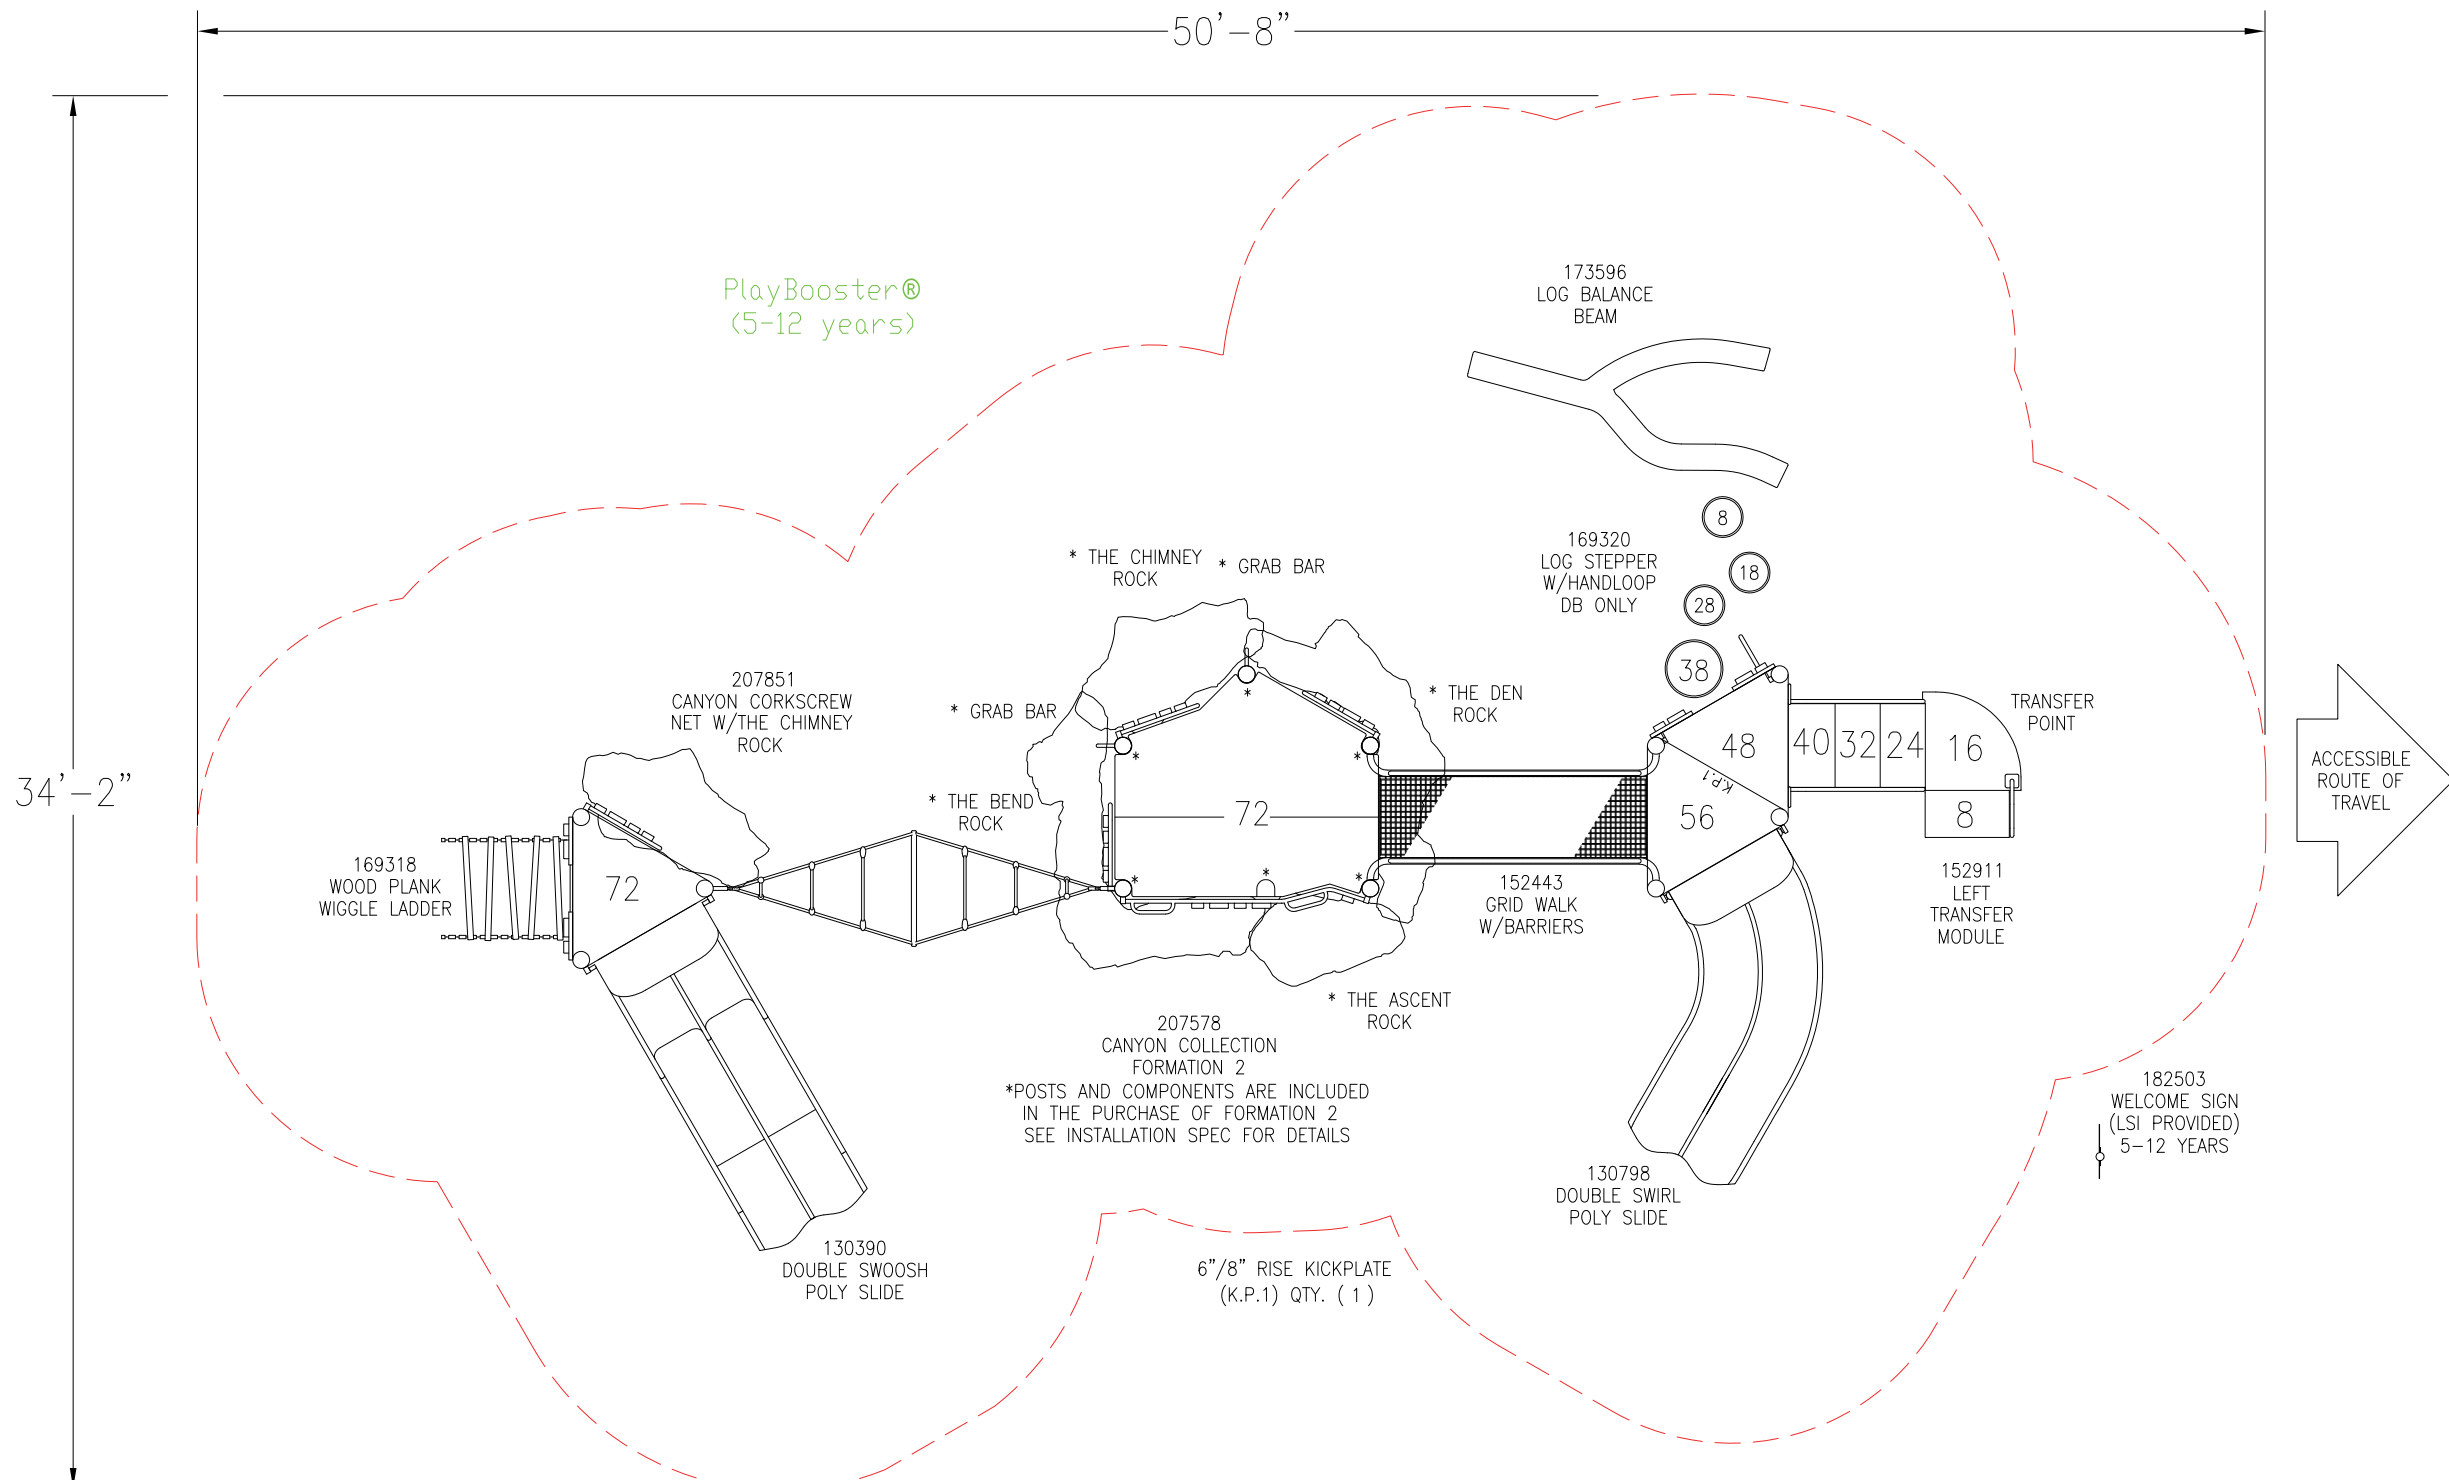 50'-8"
34'-2"
PlayBooster®
(5-12 years)
173596
LOG BALANCE
BEAM
8
18
28
38
169320
LOG STEPPER
W/HANDLOOP
DB ONLY
* THE CHIMNEY
ROCK
* GRAB BAR
207851
CANYON CORKSCREW
NET W/THE CHIMNEY
ROCK
* GRAB BAR
* THE DEN
ROCK
* THE BEND
ROCK
*
*
*
*
*
*
72
72
169318
WOOD PLANK
WIGGLE LADDER
48
K.P.1
56
40
32
24
16
8
TRANSFER
POINT
ACCESSIBLE
ROUTE OF
TRAVEL
152443
GRID WALK
W/BARRIERS
152911
LEFT
TRANSFER
MODULE
* THE ASCENT
ROCK
207578
CANYON COLLECTION
FORMATION 2
*POSTS AND COMPONENTS ARE INCLUDED
IN THE PURCHASE OF FORMATION 2
SEE INSTALLATION SPEC FOR DETAILS
182503
WELCOME SIGN
(LSI PROVIDED)
5-12 YEARS
130798
DOUBLE SWIRL
POLY SLIDE
130390
DOUBLE SWOOSH
POLY SLIDE
6"/8" RISE KICKPLATE
(K.P.1) QTY. ( 1 )